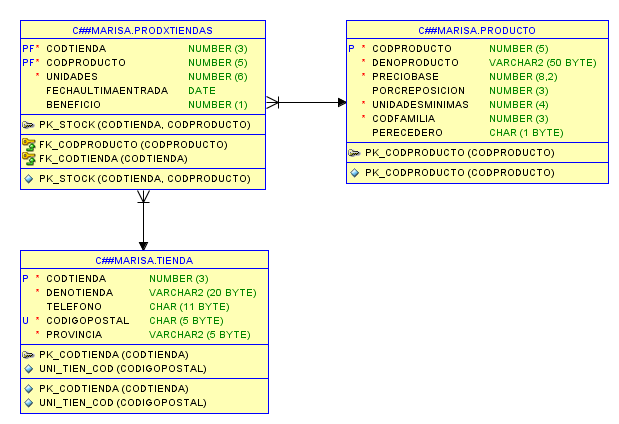 C##MARISA.PRODXTIENDAS
PF* CODTIENDA NUMBER (3)
PF* CODPRODUCTO NUMBER (5)
* UNIDADES NUMBER (6)
FECHAULTIMAENTRADA DATE
BENEFICIO NUMBER (1)
PK_STOCK (CODTIENDA, CODPRODUCTO)
FK_CODPRODUCTO (CODPRODUCTO)
FK_CODTIENDA (CODTIENDA)
PK_STOCK (CODTIENDA, CODPRODUCTO)
C##MARISA.PRODUCTO
P * CODPRODUCTO NUMBER (5)
* DENOPRODUCTO VARCHAR2 (50 BYTE)
* PRECIOBASE NUMBER (8,2)
PORCREPOSICION NUMBER (3)
* UNIDADESMINIMAS NUMBER (4)
* CODFAMILIA NUMBER (3)
PERECEDERO CHAR (1 BYTE)
PK_CODPRODUCTO (CODPRODUCTO)
PK_CODPRODUCTO (CODPRODUCTO)
C##MARISA.TIENDA
P * CODTIENDA NUMBER (3)
* DENOTIENDA VARCHAR2 (20 BYTE)
TELEFONO CHAR (11 BYTE)
U * CODIGOPOSTAL CHAR (5 BYTE)
* PROVINCIA VARCHAR2 (5 BYTE)
PK_CODTIENDA (CODTIENDA)
UNI_TIEN_COD (CODIGOPOSTAL)
PK_CODTIENDA (CODTIENDA)
UNI_TIEN_COD (CODIGOPOSTAL)